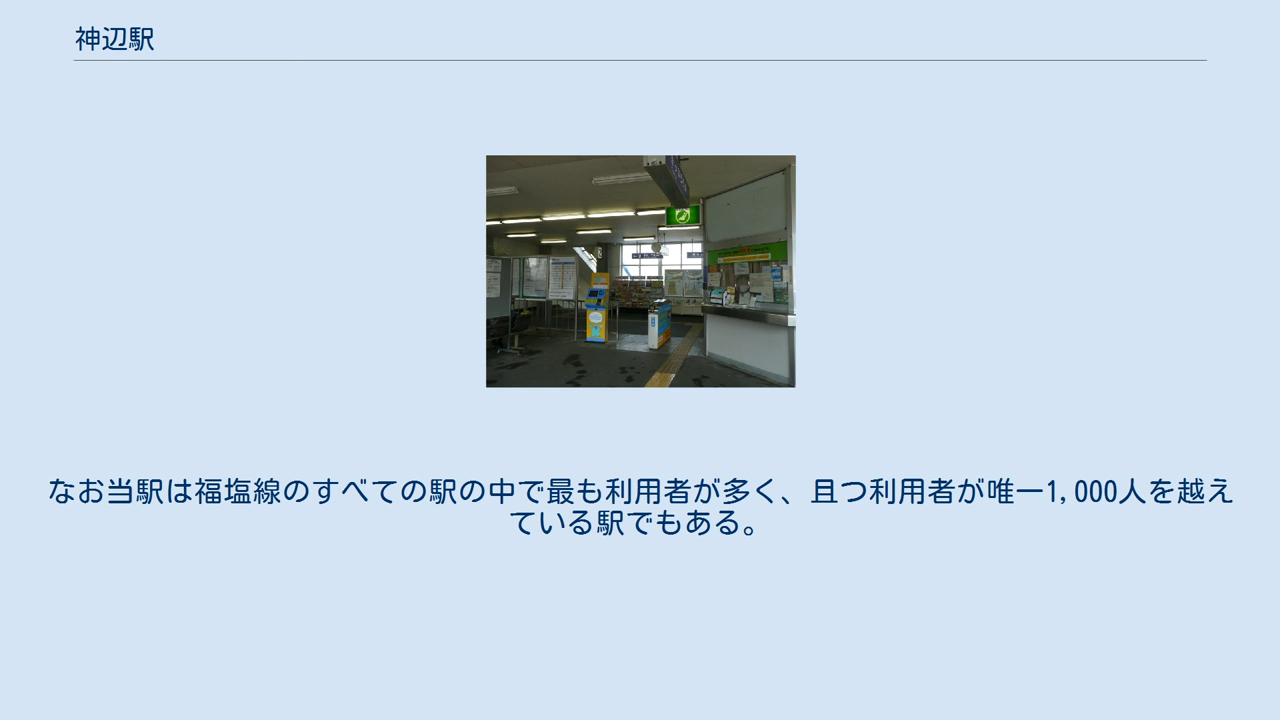 神辺駅
なお当駅は福塩線のすべての駅の中で最も利用者が多く、且つ利用者が唯一1,000人を越え
ている駅でもある。